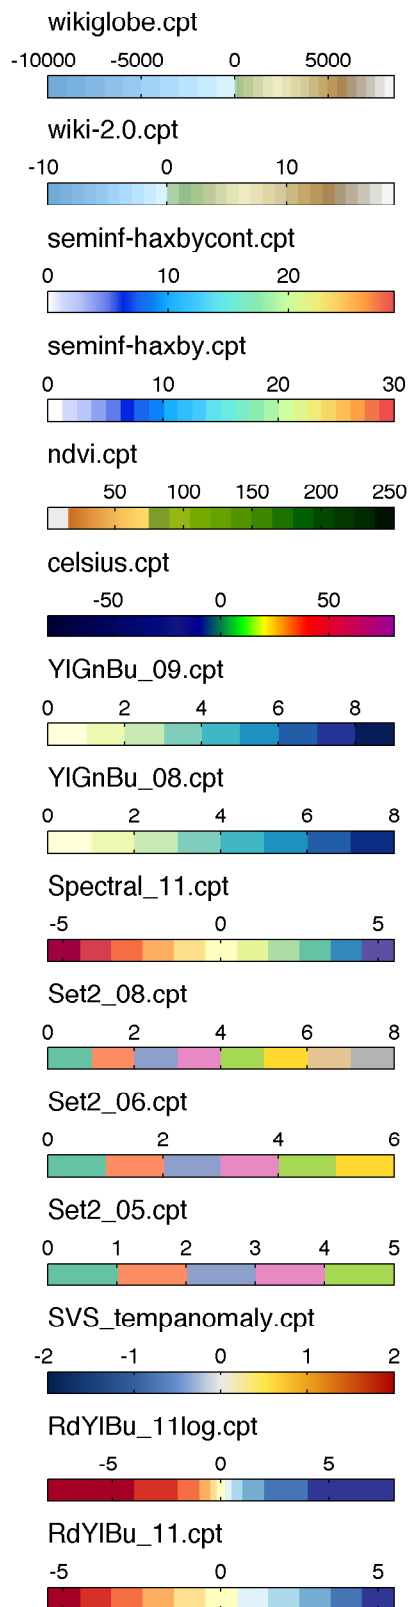 wikiglobe.cpt
-10000 -5000 0 5000
wiki-2.0.cpt
-10 0 10
seminf-haxbycont.cpt
0 10 20
seminf-haxby.cpt
0 10 20 30
ndvi.cpt
50 100 150 200 250
celsius.cpt
-50 0 50
YlGnBu_09.cpt
0 2 4 6 8
YlGnBu_08.cpt
0 2 4 6 8
Spectral_11.cpt
-5 0 5
Set2_08.cpt
0 2 4 6 8
Set2_06.cpt
0 2 4 6
Set2_05.cpt
0 1 2 3 4 5
SVS_tempanomaly.cpt
-2 -1 0 1 2
RdYlBu_11log.cpt
-5 0 5
RdYlBu_11.cpt
-5 0 5